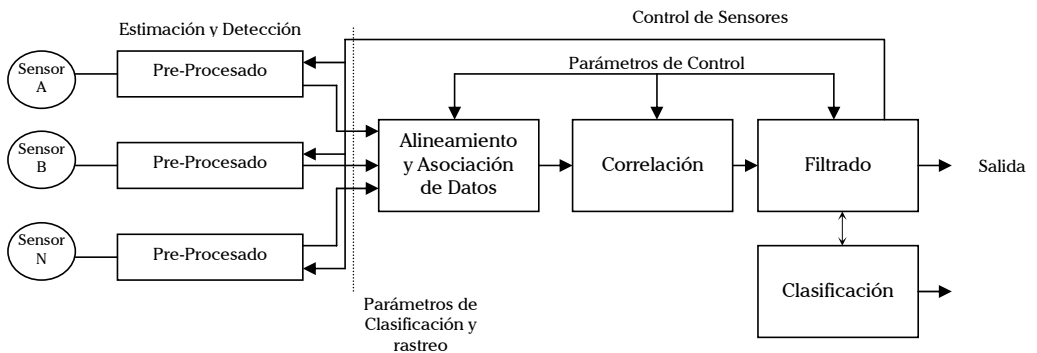 Control de Sensores
Estimación y Detección
Sensor
A
Pre-Procesado
Parámetros de Control
Sensor
B
Pre-Procesado
Alineamiento
y Asociación
de Datos
Correlación
Filtrado
Salida
Sensor
N
Pre-Procesado
Clasificación
Parámetros de
Clasificación y
rastreo